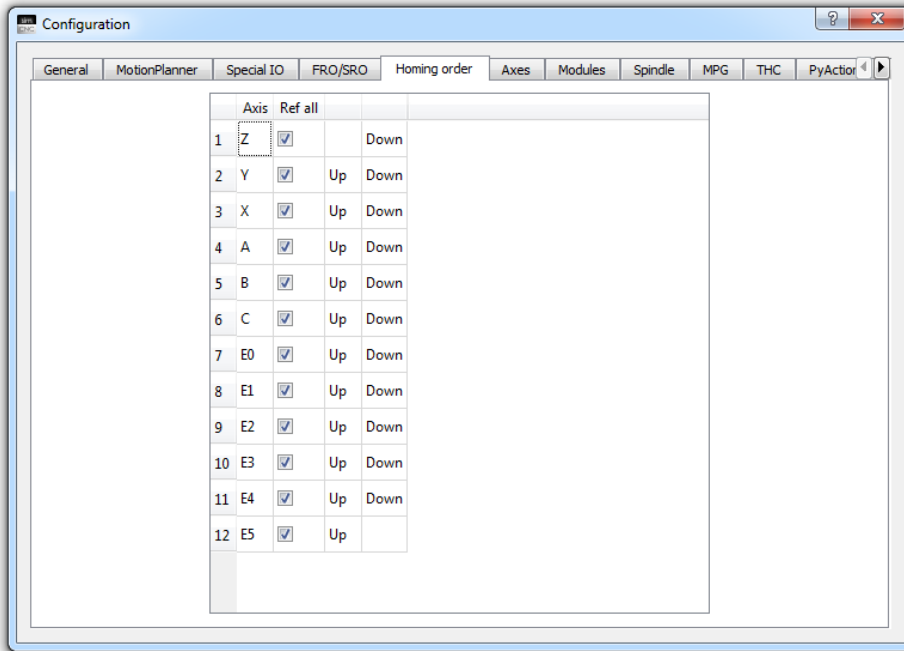 Configuration
General MotionPlanner Special IO FRO/SRO Homing order Axes Modules Spindle MPG THC PyAction
Axis Ref all
1 Z Down
2 Y Up Down
3 X Up Down
4 A Up Down
5 B Up Down
6 C Up Down
7 E0 Up Down
8 E1 Up Down
9 E2 Up Down
10 E3 Up Down
11 E4 Up Down
12 E5 Up